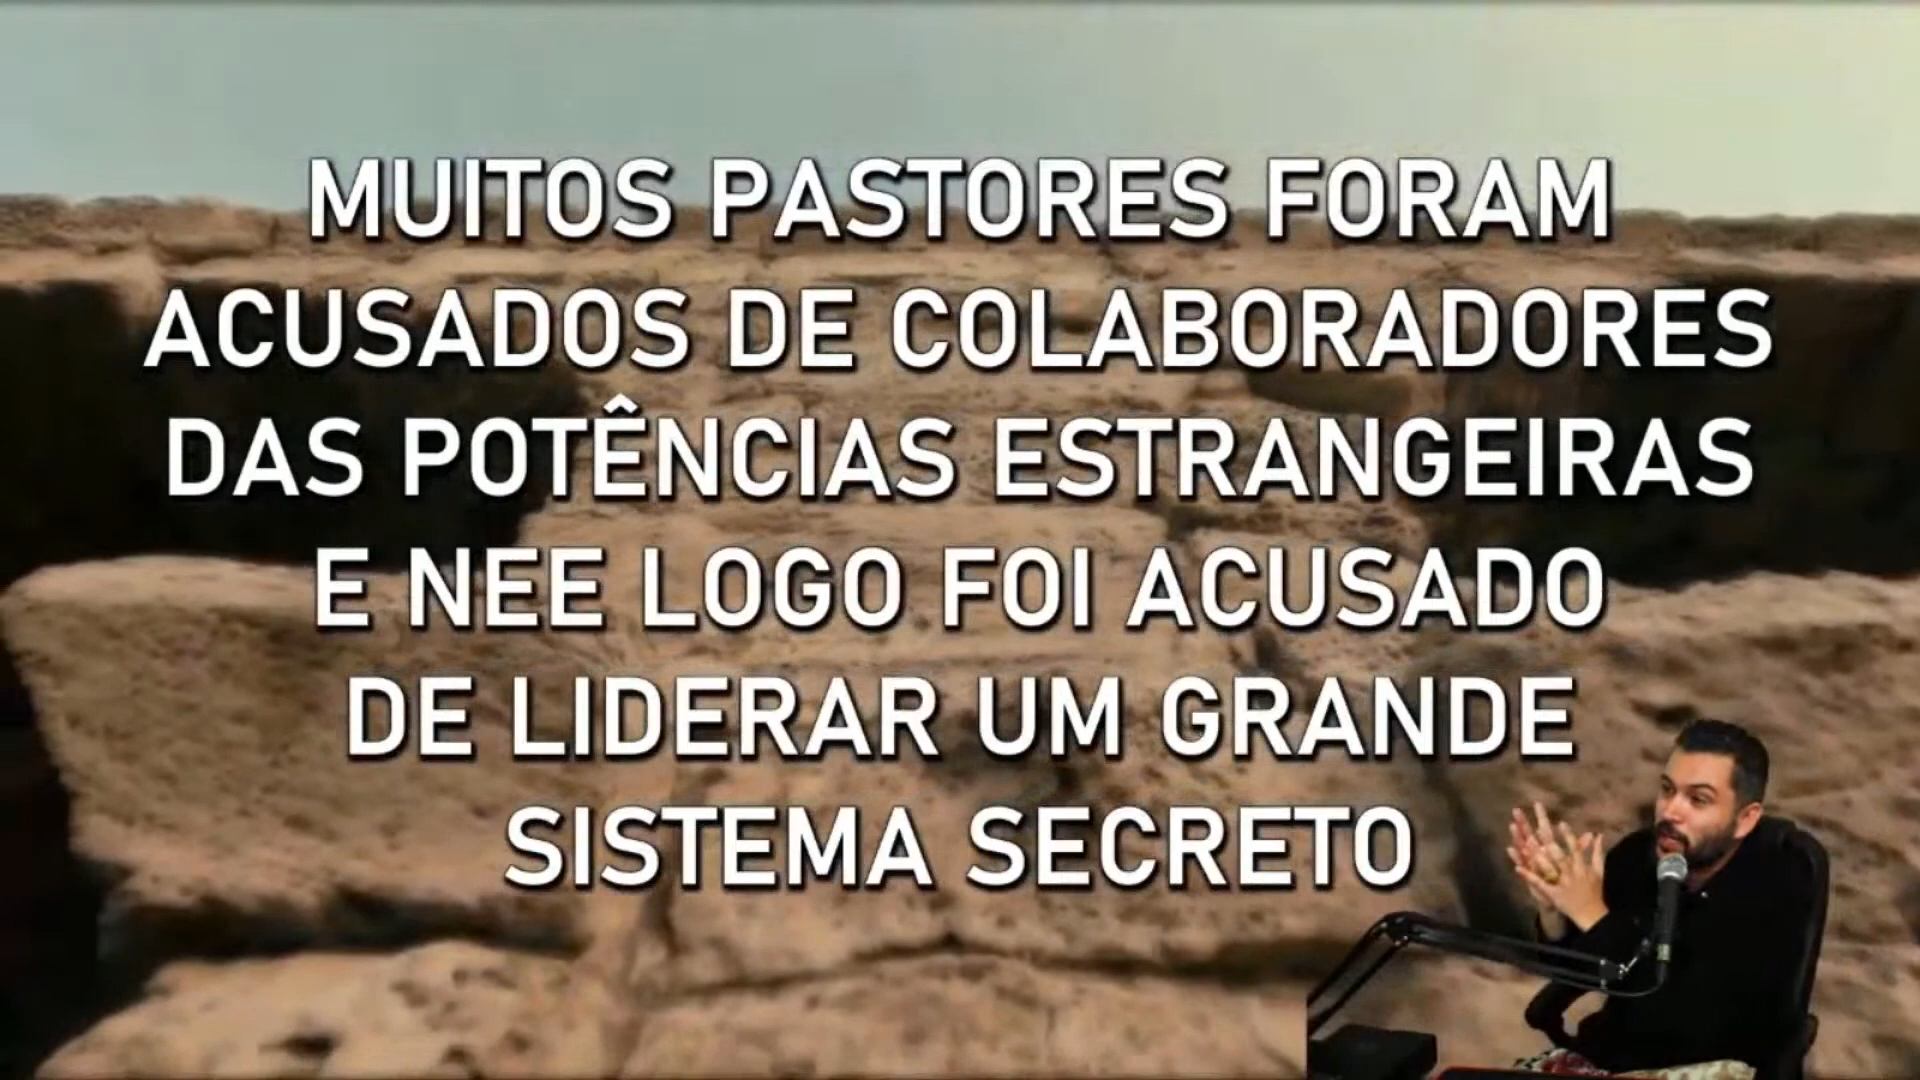 MUITOS PASTORES FORAM
ACUSADOS DE COLABORADORES
DAS POTÊNCIAS ESTRANGEIRAS
E NEE LOGO FOI ACUSADO
DE LIDERAR UM GRANDE
SISTEMA SECRETO